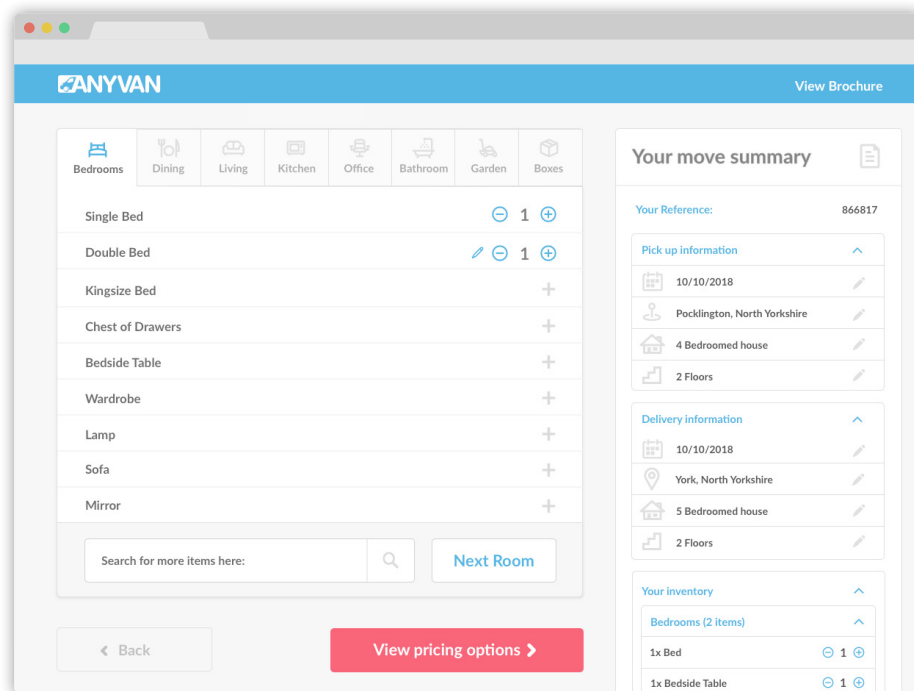 ANYVAN
View Brochure
Bedrooms
Dining
Living
Kitchen
Office
Bathroom
Garden
Boxes
Single Bed 1
Double Bed 1
Kingsize Bed
Chest of Drawers
Bedside Table
Wardrobe
Lamp
Sofa
Mirror
Search for more items here:
Next Room
Back
View pricing options
Your move summary
Your Reference: 866817
Pick up information
10/10/2018
Pocklington, North Yorkshire
4 Bedroomed house
2 Floors
Delivery information
10/10/2018
York, North Yorkshire
5 Bedroomed house
2 Floors
Your inventory
Bedrooms (2 items)
1x Bed 1
1x Bedside Table 1